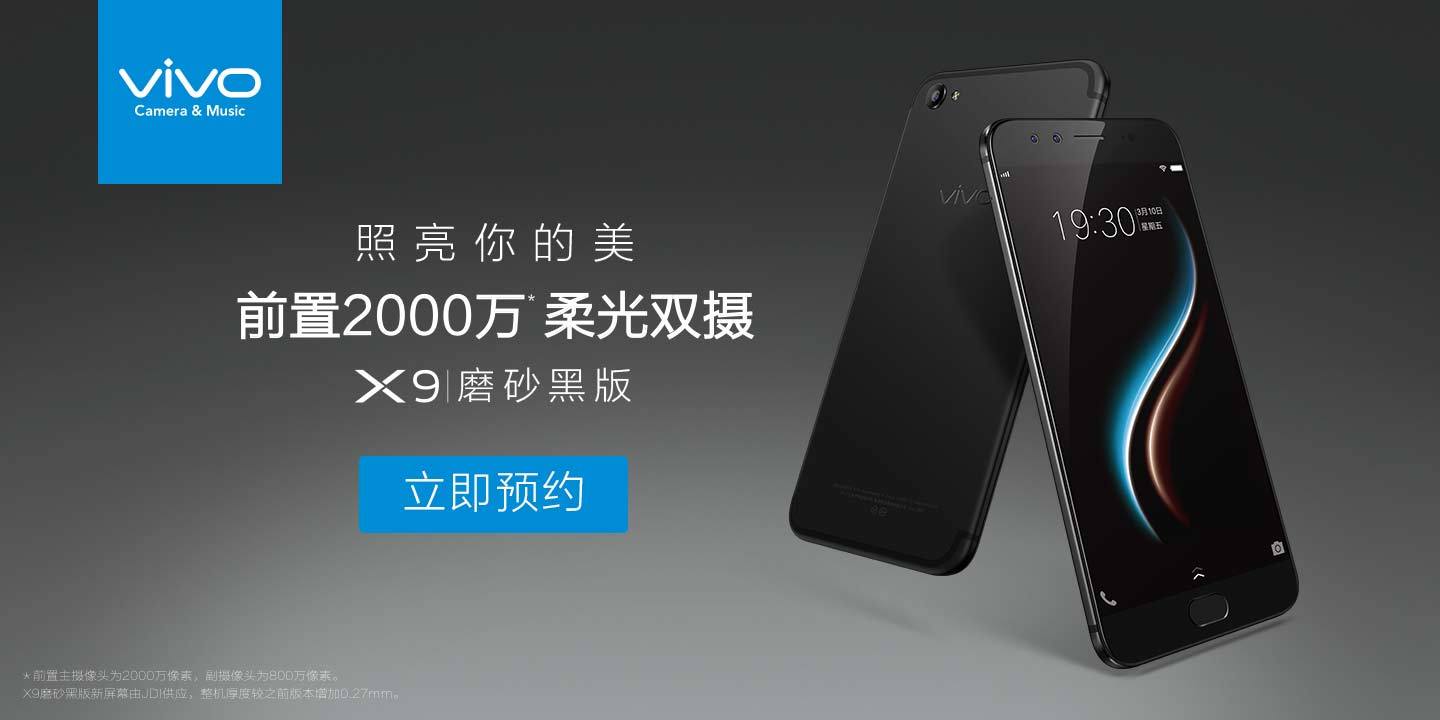 vivo
Camera & Music
照亮你的美
前置2000万*柔光双摄
X9|磨砂黑版
立即预约
vivo
19:30
3月10日
星期五
*前置主摄像头为2000万像素，副摄像头为800万像素。
X9磨砂黑版新屏幕由JDI供应，整机厚度较之前版本增加0.27mm。